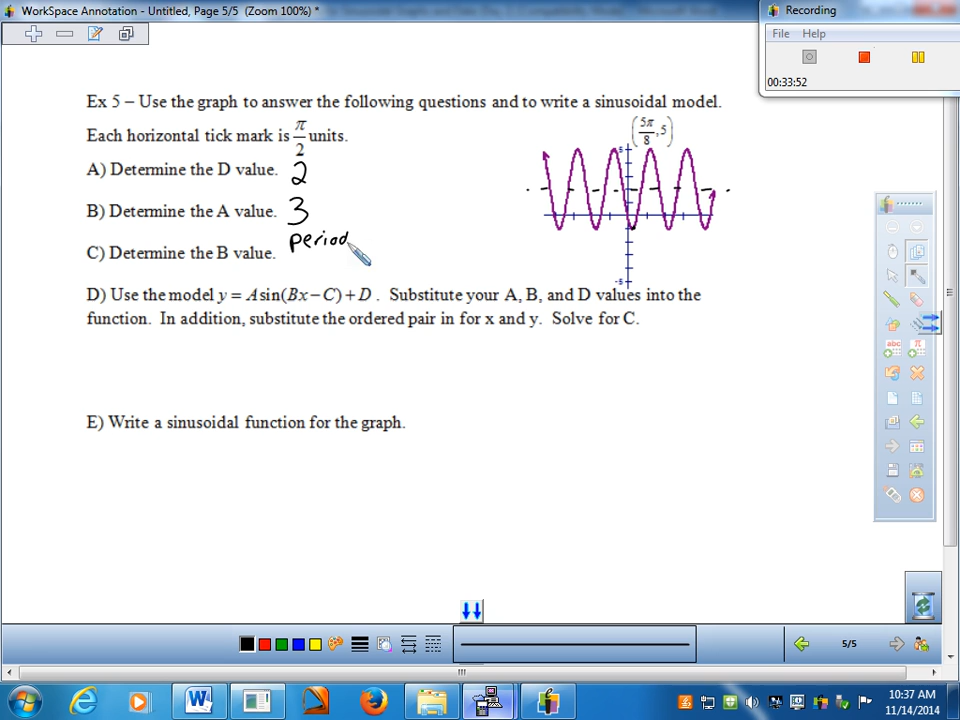 WorkSpace Annotation - Untitled, Page 5/5 (Zoom 100%) *
Recording
File Help
00:33:52
Ex 5 – Use the graph to answer the following questions and to write a sinusoidal model.
Each horizontal tick mark is π/2 units.
(5π/8, 5)
5
A) Determine the D value. 2
B) Determine the A value. 3
period
C) Determine the B value.
-5
D) Use the model y = A sin(Bx − C) + D . Substitute your A, B, and D values into the
function. In addition, substitute the ordered pair in for x and y. Solve for C.
abc
π
E) Write a sinusoidal function for the graph.
5/5
10:37 AM
11/14/2014